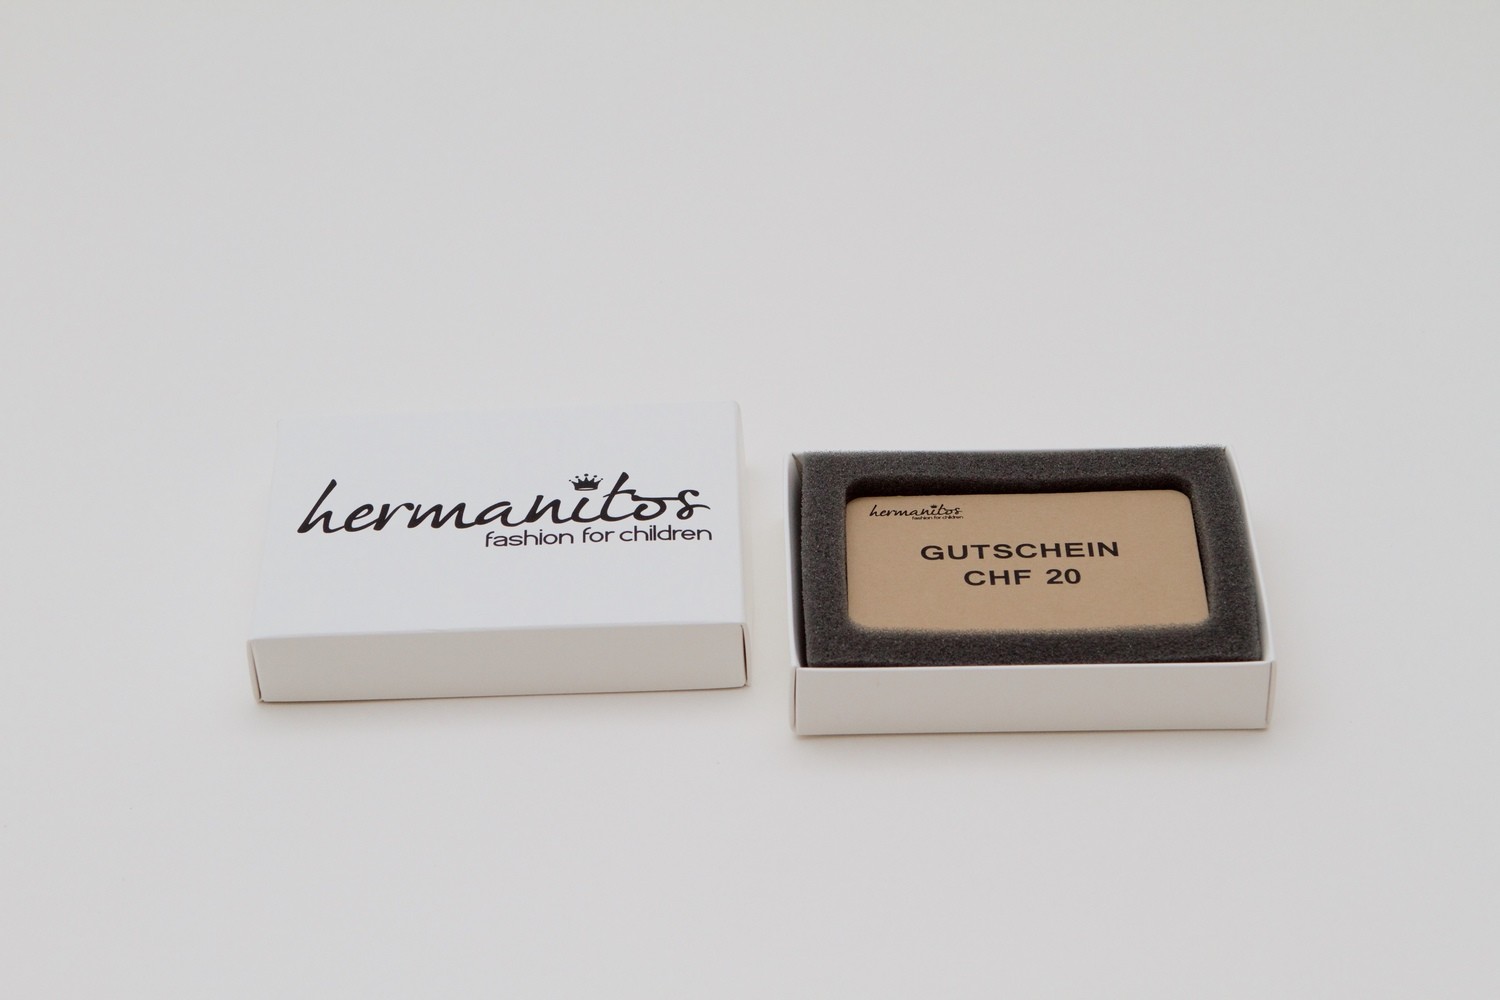 hermanitos
fashion for children
hermanitos
fashion for children
GUTSCHEIN
CHF 20